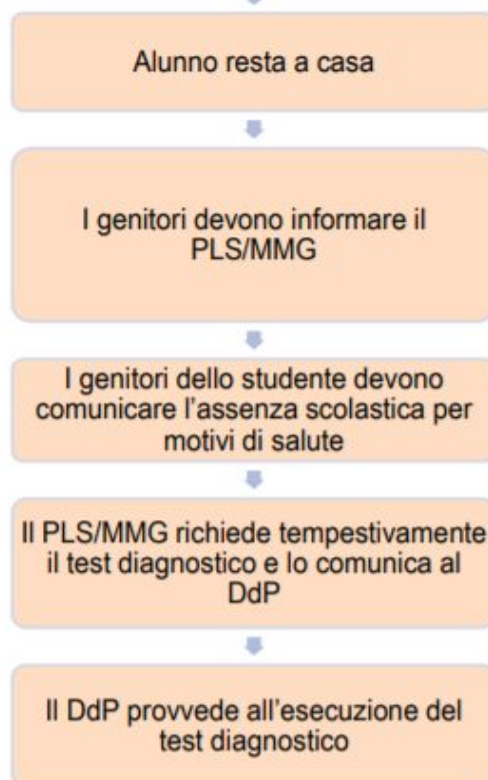 Alunno resta a casa
I genitori devono informare il
PLS/MMG
I genitori dello studente devono
comunicare l'assenza scolastica per
motivi di salute
Il PLS/MMG richiede tempestivamente
il test diagnostico e lo comunica al
DdP
Il DdP provvede all'esecuzione del
test diagnostico